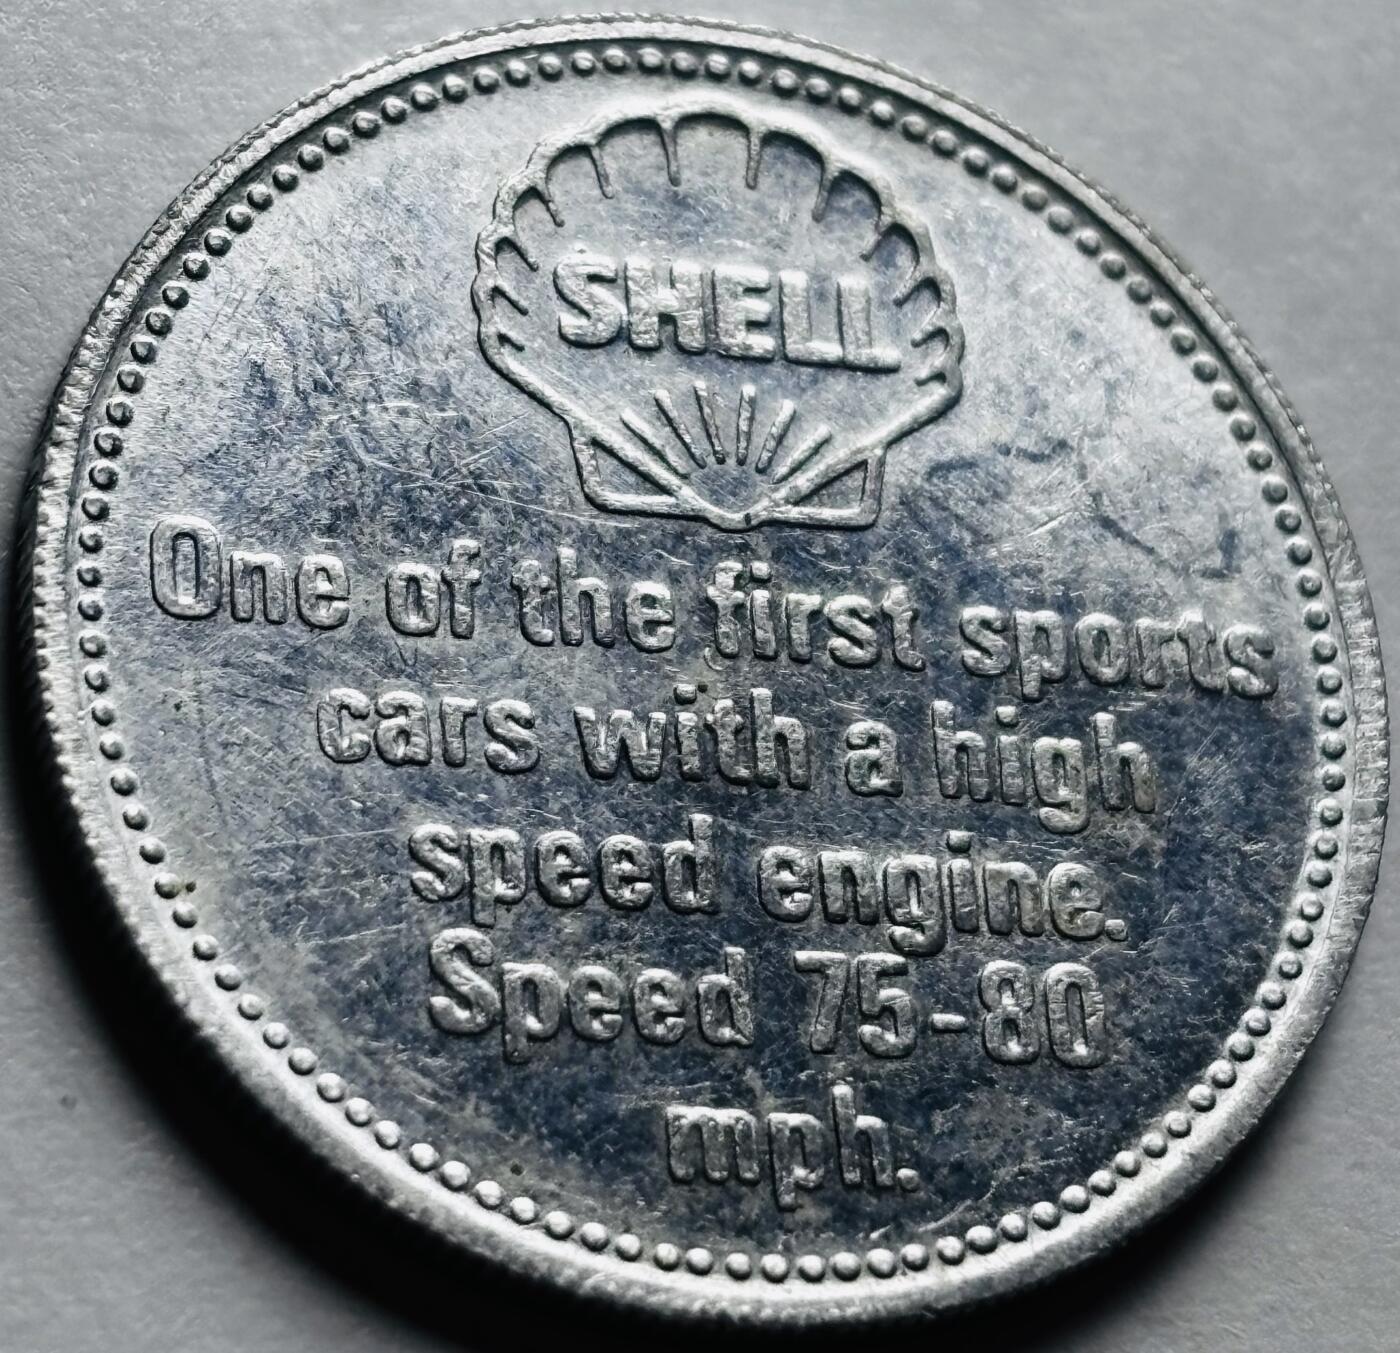 SHELL
One of the first sports
cars with a high
speed engine.
Speed 75-80
mph.